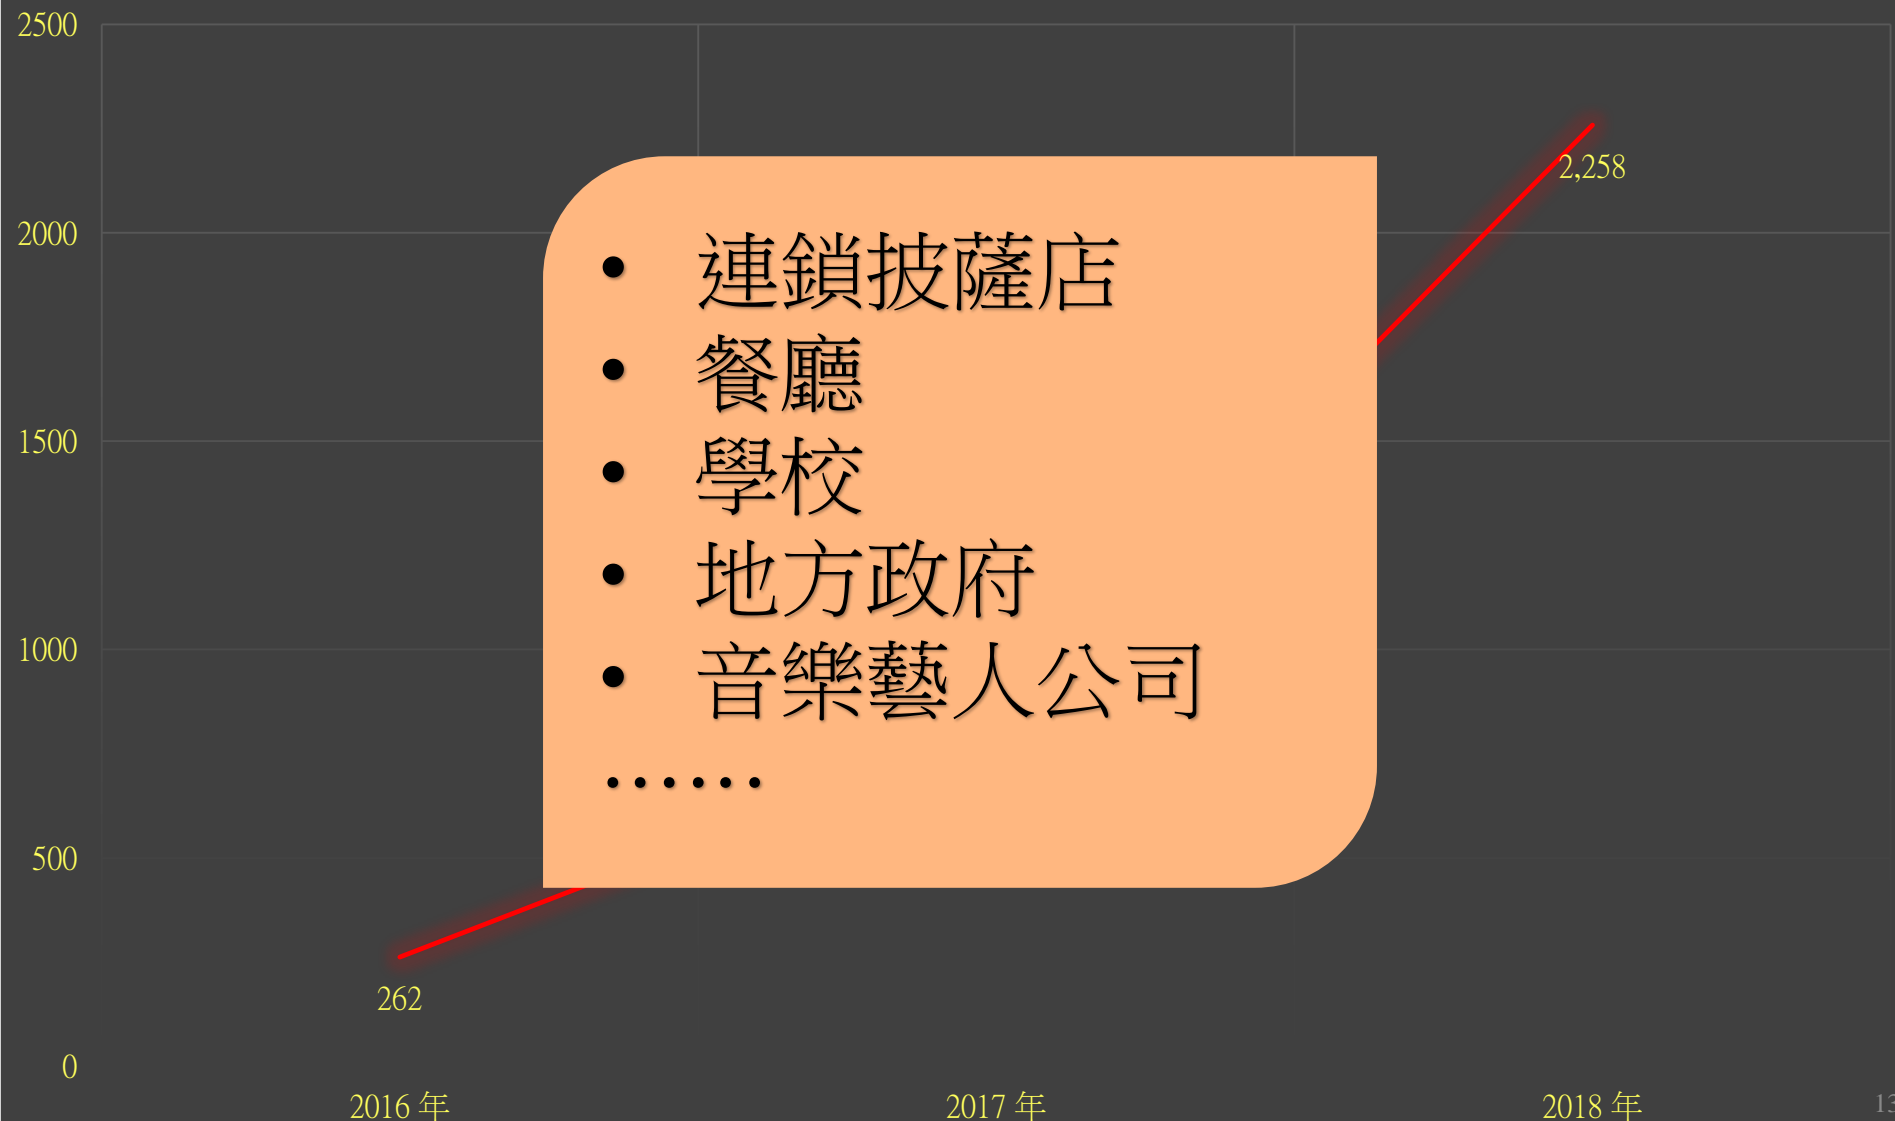 2500
2000
1500
1000
500
0
• 連鎖披薩店
• 餐廳
• 學校
• 地方政府
• 音樂藝人公司
……
2,258
262
2016 年
2017 年
2018 年